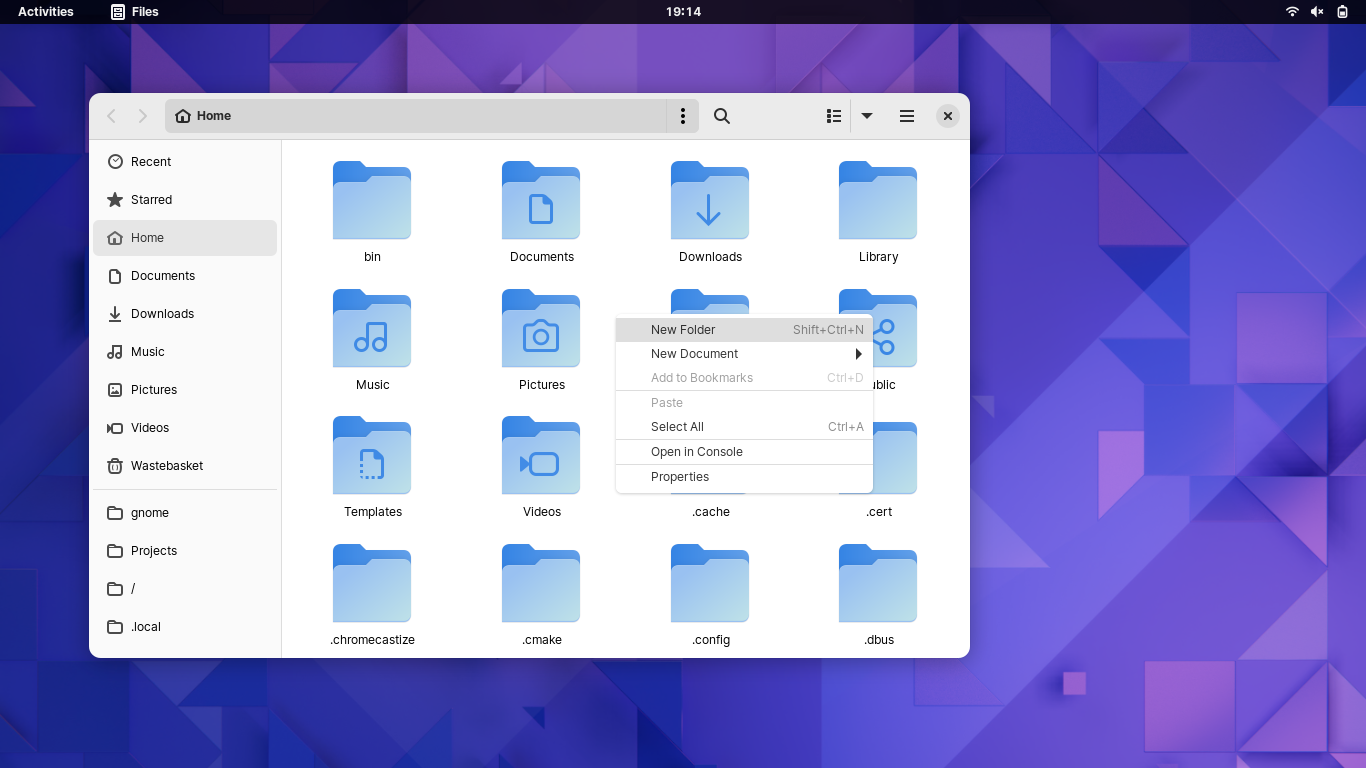 Activities
Files
19:14
Home
Recent
Starred
Home
Documents
Downloads
Music
Pictures
Videos
Wastebasket
gnome
Projects
/
.local
bin
Documents
Downloads
Library
Music
Pictures
ublic
Templates
Videos
.cache
.cert
.chromecastize
.cmake
.config
.dbus
New Folder Shift+Ctrl+N
New Document
Add to Bookmarks Ctrl+D
Paste
Select All Ctrl+A
Open in Console
Properties